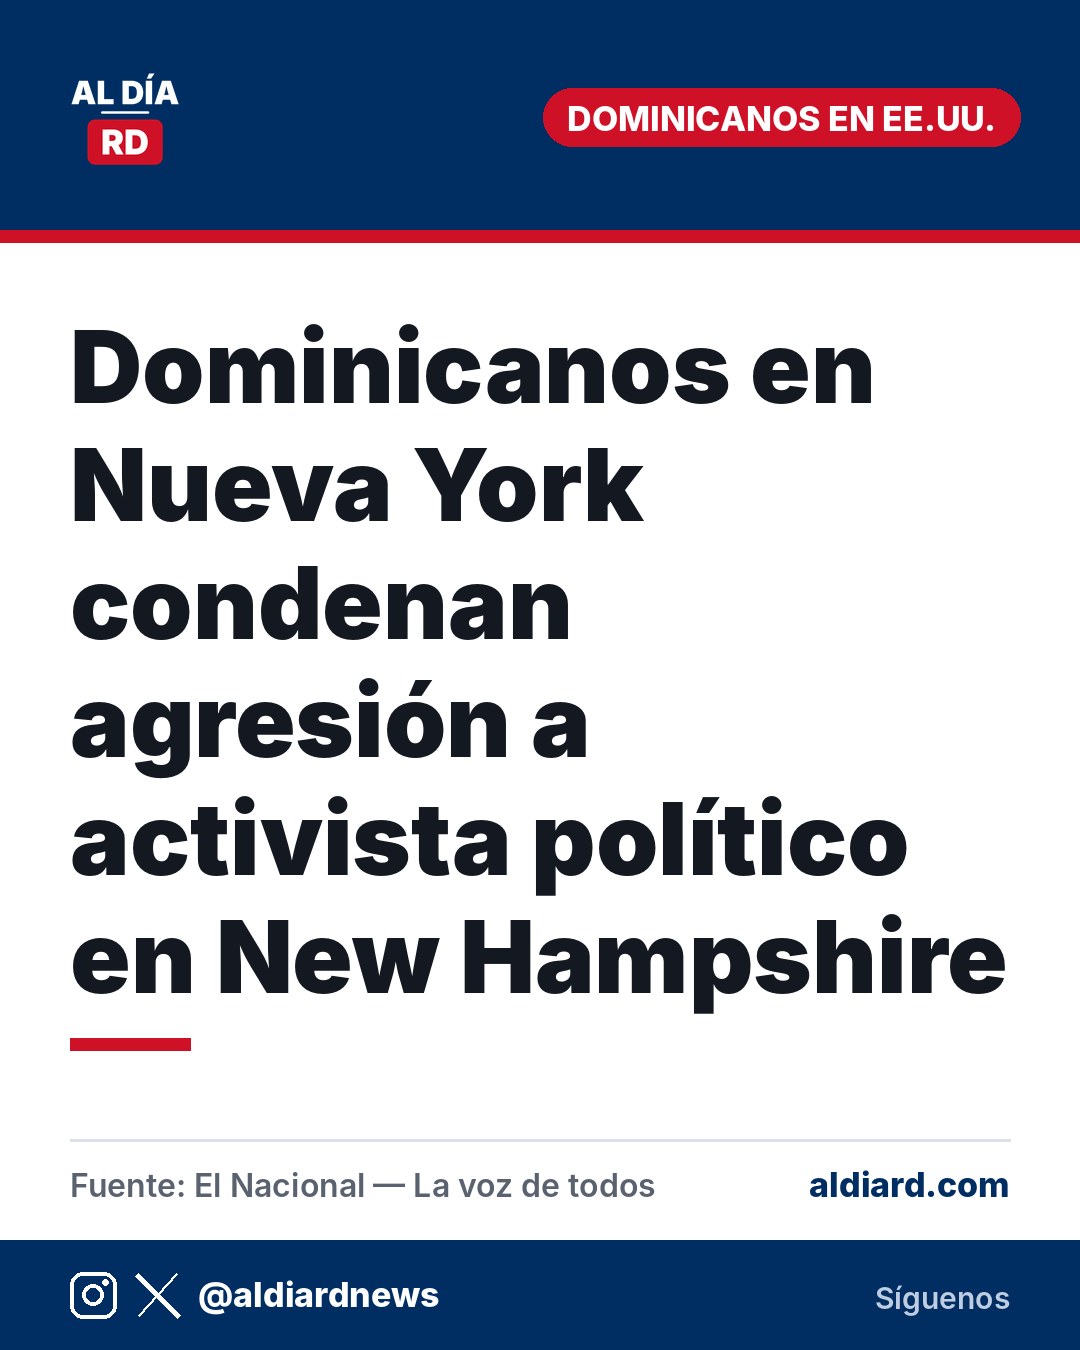 AL DÍA
RD
DOMINICANOS EN EE.UU.
Dominicanos en
Nueva York
condenan
agresión a
activista político
en New Hampshire
Fuente: El Nacional — La voz de todos
aldiard.com
@aldiardnews
Síguenos